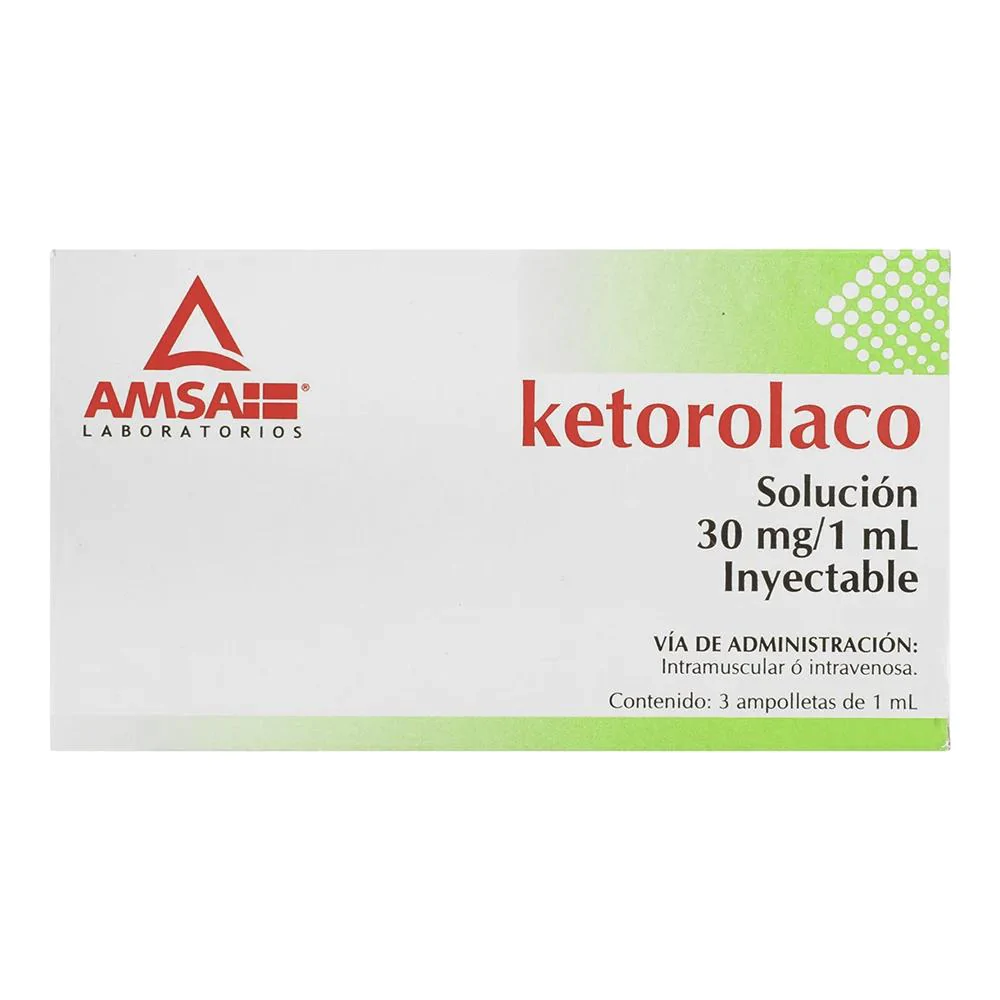 AMSA®
LABORATORIOS
ketorolaco
Solución
30 mg/1 mL
Inyectable
VÍA DE ADMINISTRACIÓN:
Intramuscular ó intravenosa.
Contenido: 3 ampolletas de 1 mL